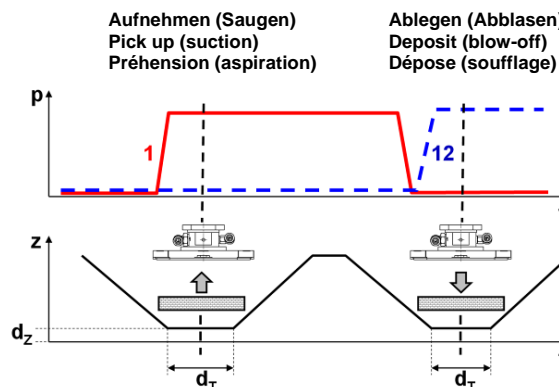 Aufnehmen (Saugen)
Pick up (suction)
Préhension (aspiration)
Ablegen (Abblasen)
Deposit (blow-off)
Dépose (soufflage)
p
1
12
z
dZ
dT
dT